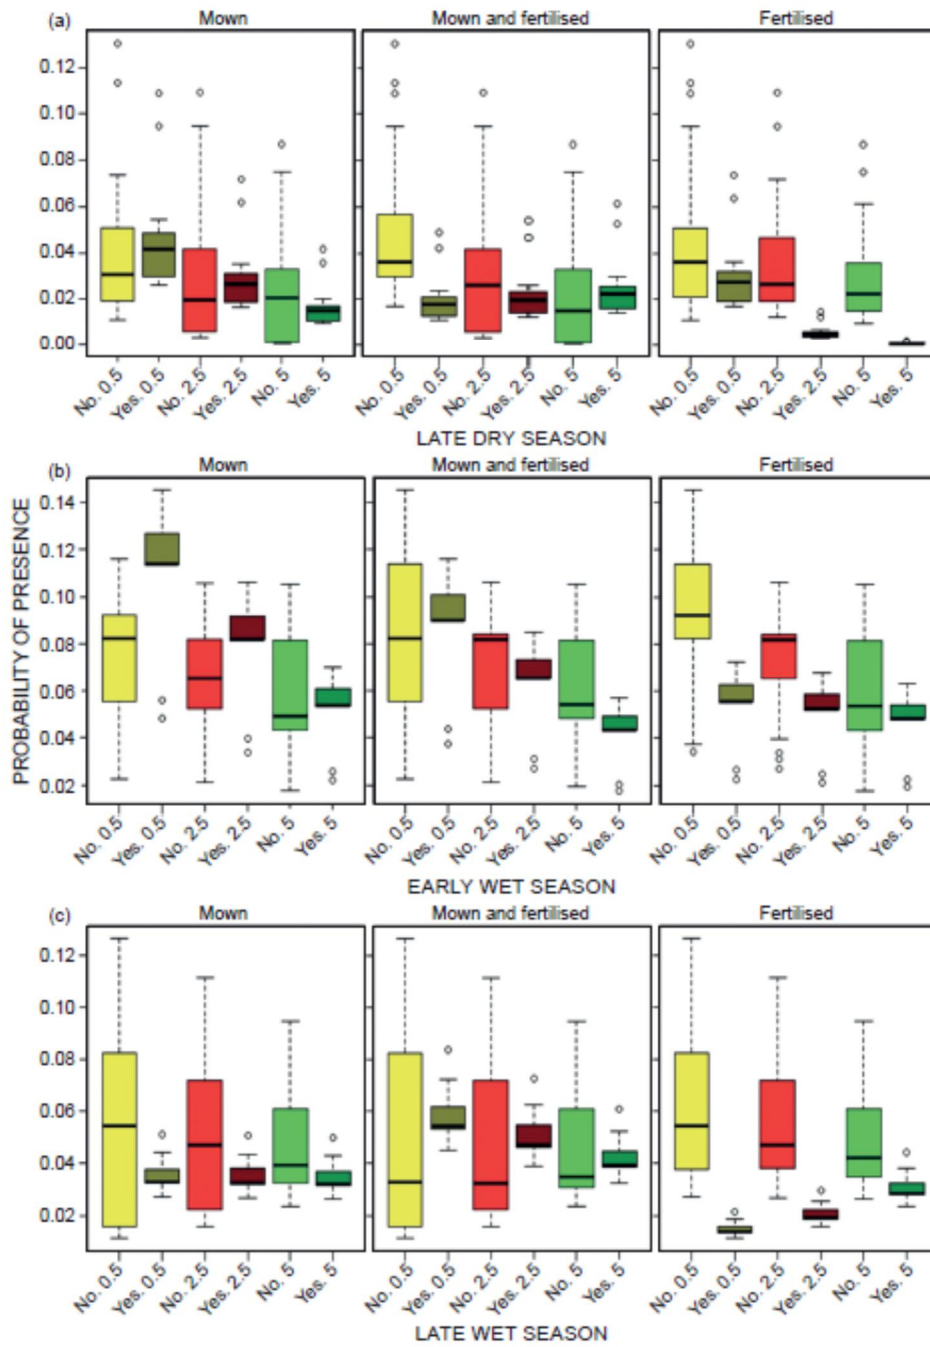 (a) Mown Mown and fertilised Fertilised
0.12
0.10
0.08
0.06
0.04
0.02
0.00
No. 0.5 Yes. 0.5 No. 2.5 Yes. 2.5 No. 5 Yes. 5 No. 0.5 Yes. 0.5 No. 2.5 Yes. 2.5 No. 5 Yes. 5 No. 0.5 Yes. 0.5 No. 2.5 Yes. 2.5 No. 5 Yes. 5
LATE DRY SEASON
(b) Mown Mown and fertilised Fertilised
PROBABILITY OF PRESENCE
0.14
0.12
0.10
0.08
0.06
0.04
0.02
No. 0.5 Yes. 0.5 No. 2.5 Yes. 2.5 No. 5 Yes. 5 No. 0.5 Yes. 0.5 No. 2.5 Yes. 2.5 No. 5 Yes. 5 No. 0.5 Yes. 0.5 No. 2.5 Yes. 2.5 No. 5 Yes. 5
EARLY WET SEASON
(c) Mown Mown and fertilised Fertilised
0.12
0.10
0.08
0.06
0.04
0.02
No. 0.5 Yes. 0.5 No. 2.5 Yes. 2.5 No. 5 Yes. 5 No. 0.5 Yes. 0.5 No. 2.5 Yes. 2.5 No. 5 Yes. 5 No. 0.5 Yes. 0.5 No. 2.5 Yes. 2.5 No. 5 Yes. 5
LATE WET SEASON